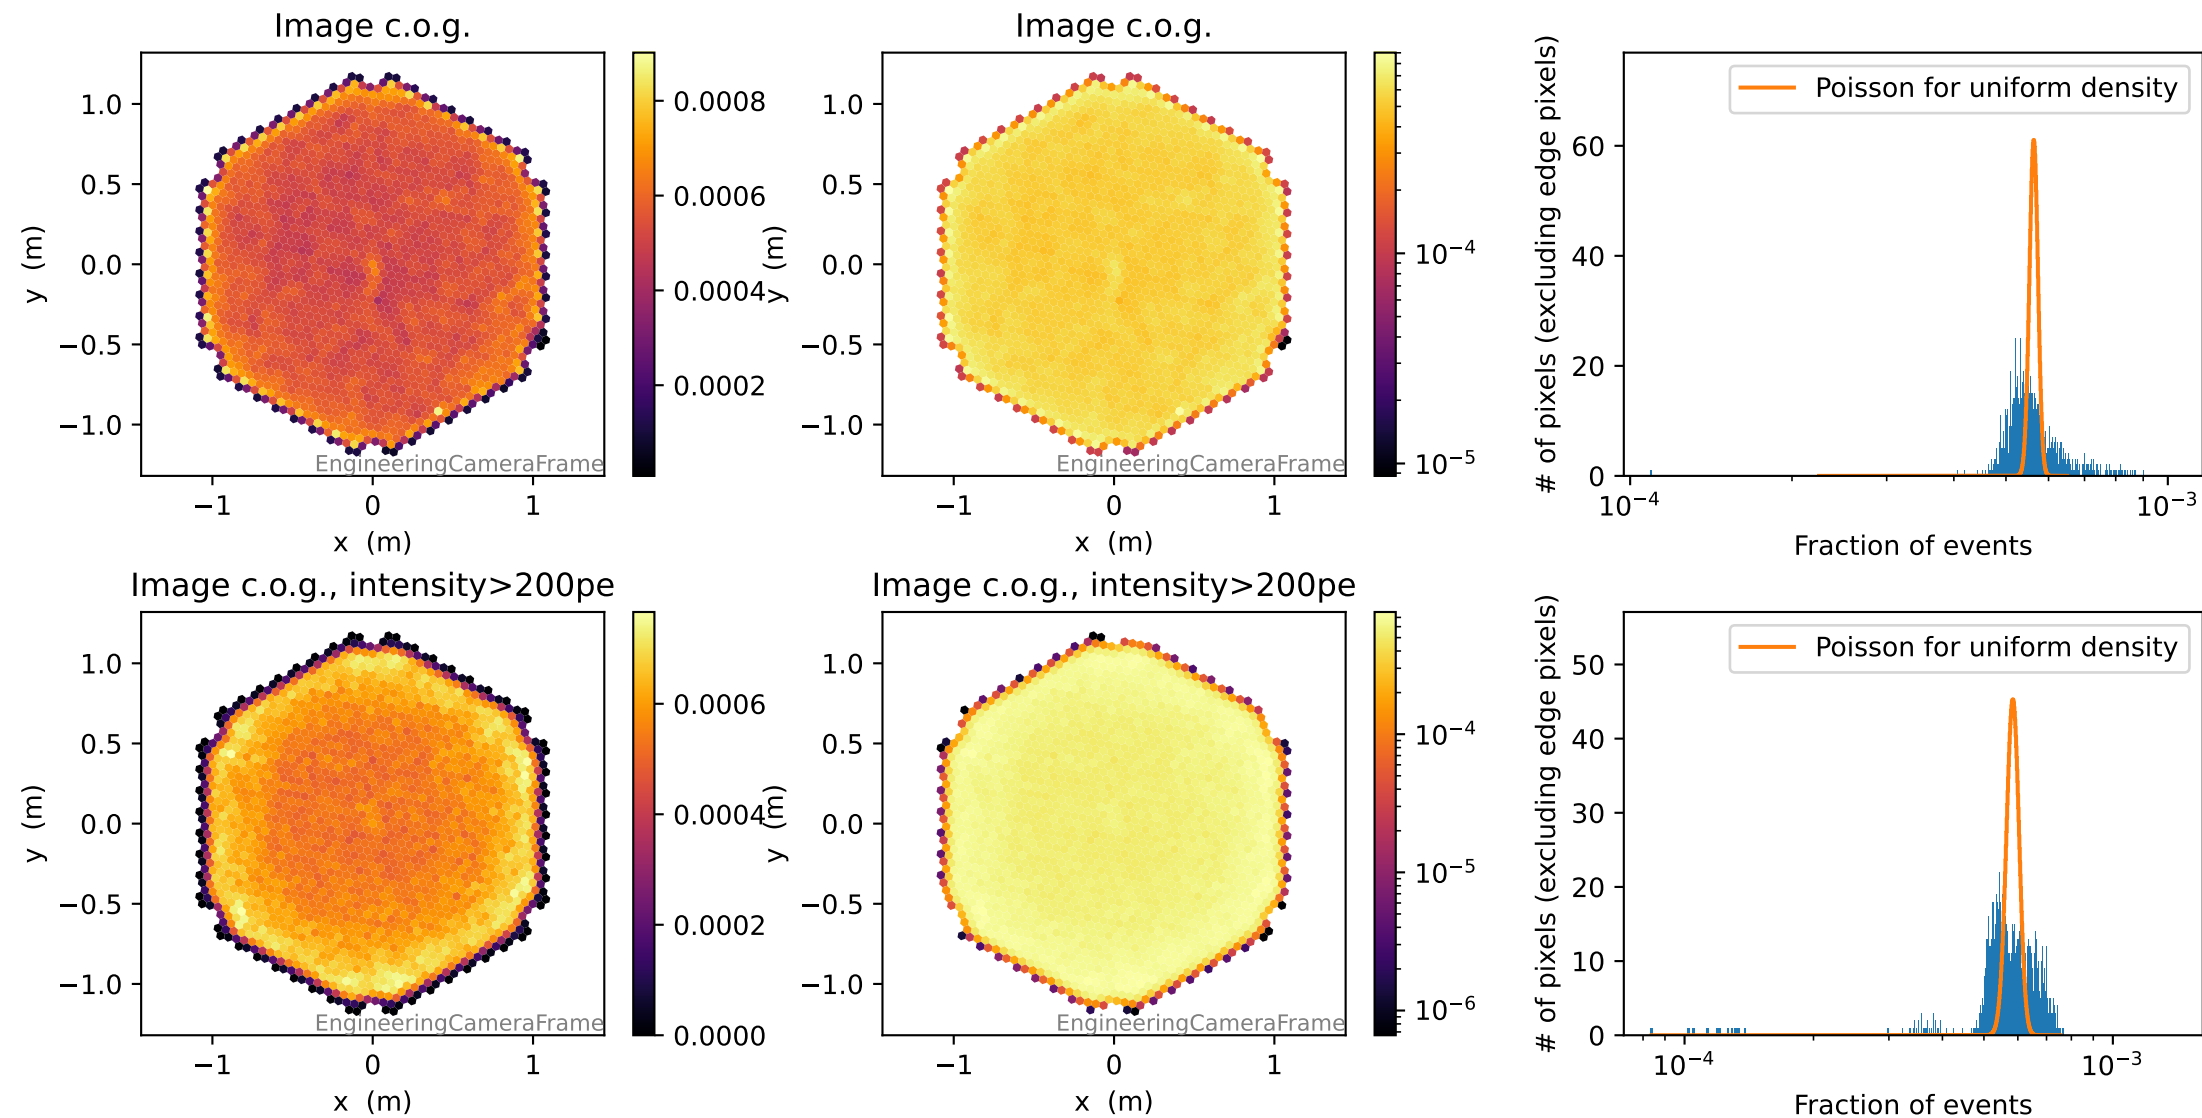 Image c.o.g.
1.0
0.5
0.0
−0.5
−1.0
y (m)
−1
0
1
x (m)
EngineeringCameraFrame
0.0008
0.0006
0.0004
0.0002
Image c.o.g.
1.0
0.5
0.0
−0.5
−1.0
y (m)
−1
0
1
x (m)
EngineeringCameraFrame
10⁻⁴
10⁻⁵
Poisson for uniform density
60
40
20
0
# of pixels (excluding edge pixels)
10⁻⁴
10⁻³
Fraction of events
Image c.o.g., intensity>200pe
1.0
0.5
0.0
−0.5
−1.0
y (m)
−1
0
1
x (m)
EngineeringCameraFrame
0.0006
0.0004
0.0002
0.0000
Image c.o.g., intensity>200pe
1.0
0.5
0.0
−0.5
−1.0
y (m)
−1
0
1
x (m)
EngineeringCameraFrame
10⁻⁴
10⁻⁵
10⁻⁶
Poisson for uniform density
50
40
30
20
10
0
# of pixels (excluding edge pixels)
10⁻⁴
10⁻³
Fraction of events